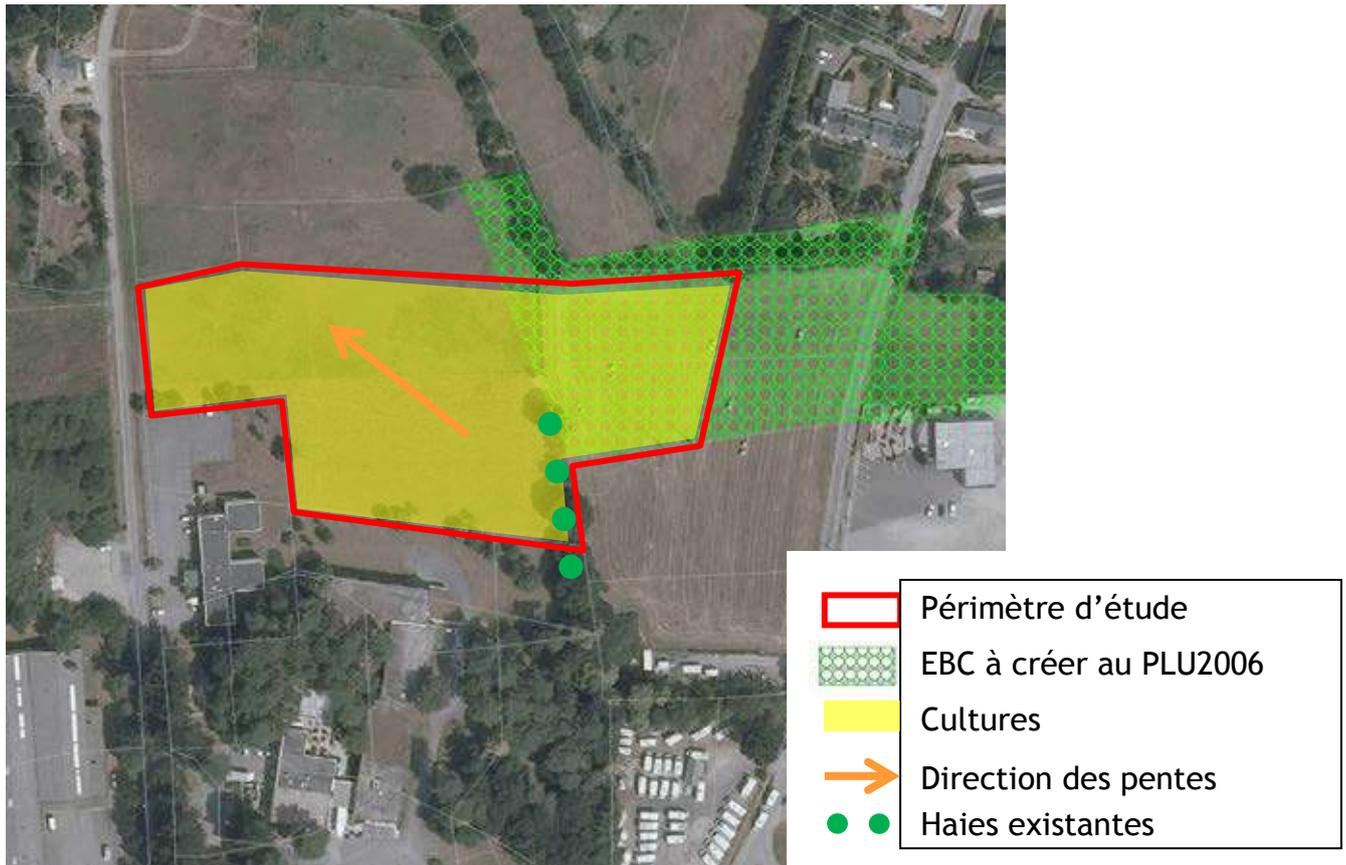 Périmètre d’étude
EBC à créer au PLU2006
Cultures
Direction des pentes
Haies existantes